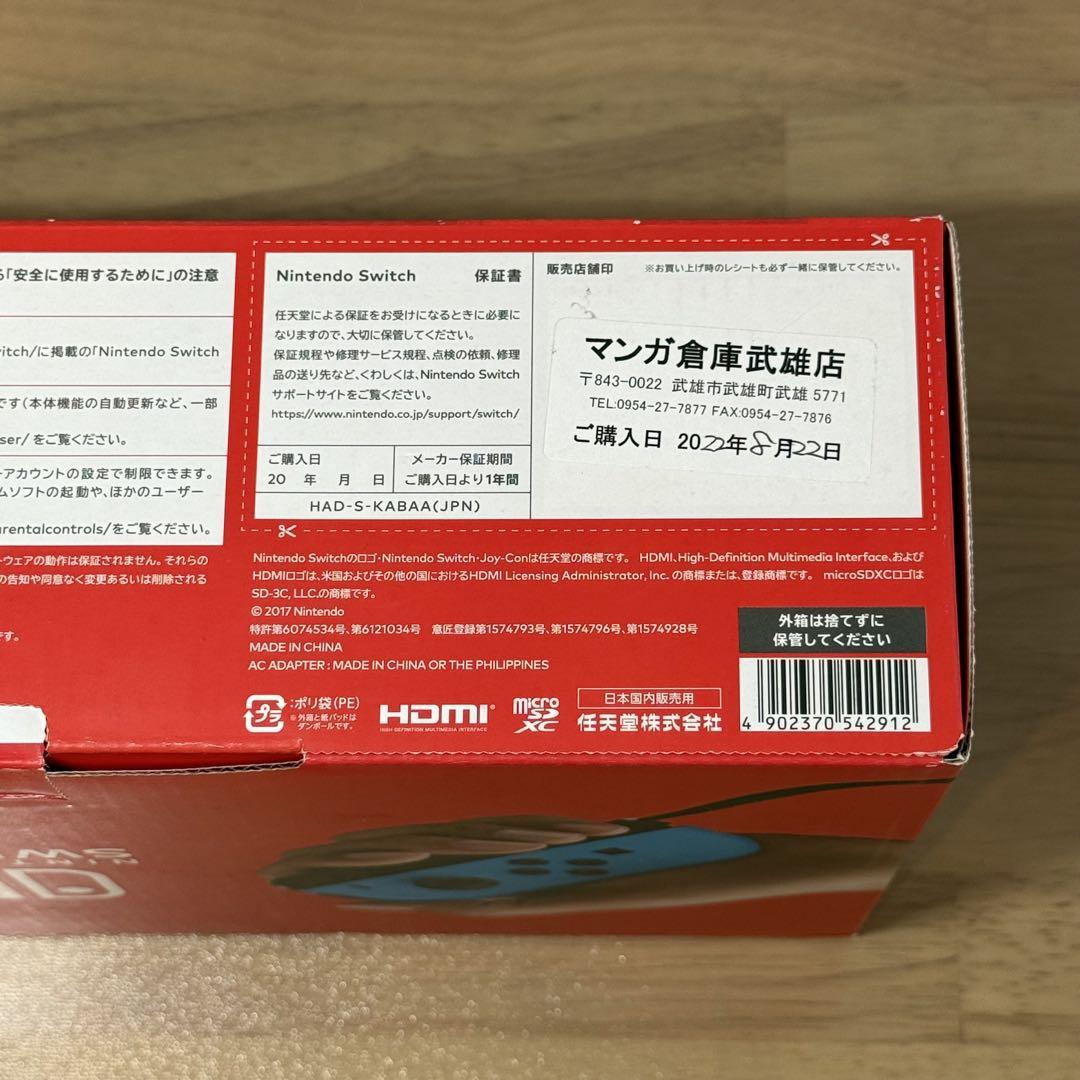 「安全に使用するために」の注意
itch/に掲載の「Nintendo Switch
です(本体機能の自動更新など、一部
ser/ をご覧ください。
アカウントの設定で制限できます。
ムソフトの起動や、ほかのユーザー
arentalcontrols/をご覧ください。
ウェアの動作は保証されません。それらの
の告知や同意なく変更あるいは削除される
です。
Nintendo Switch 保証書
任天堂による保証をお受けになるときに必要に
なりますので、大切に保管してください。
保証規程や修理サービス規程、点検の依頼、修理
品の送り先など、くわしくは、Nintendo Switch
サポートサイトをご覧ください。
https://www.nintendo.co.jp/support/switch/
ご購入日
20 年 月 日
メーカー保証期間
ご購入日より1年間
HAD-S-KABAA(JPN)
販売店舗印 ※お買い上げ時のレシートも必ず一緒に保管してください。
マンガ倉庫武雄店
〒843-0022 武雄市武雄町武雄 5771
TEL:0954-27-7877 FAX:0954-27-7876
ご購入日 2022年8月22日
Nintendo Switchのロゴ・Nintendo Switch・Joy-Conは任天堂の商標です。 HDMI、High-Definition Multimedia Interface、および
HDMIロゴは、米国およびその他の国におけるHDMI Licensing Administrator, Inc. の商標または、登録商標です。 microSDXCロゴは
SD-3C, LLC.の商標です。
© 2017 Nintendo
特許第6074534号、第6121034号 意匠登録第1574793号、第1574796号、第1574928号
MADE IN CHINA
AC ADAPTER : MADE IN CHINA OR THE PHILIPPINES
プラ
:ポリ袋(PE)
※外箱と紙パッドは
ダンボールです。
HDMI
HIGH DEFINITION MULTIMEDIA INTERFACE
micro
SD
XC
日本国内販売用
任天堂株式会社
外箱は捨てずに
保管してください
4 902370 542912